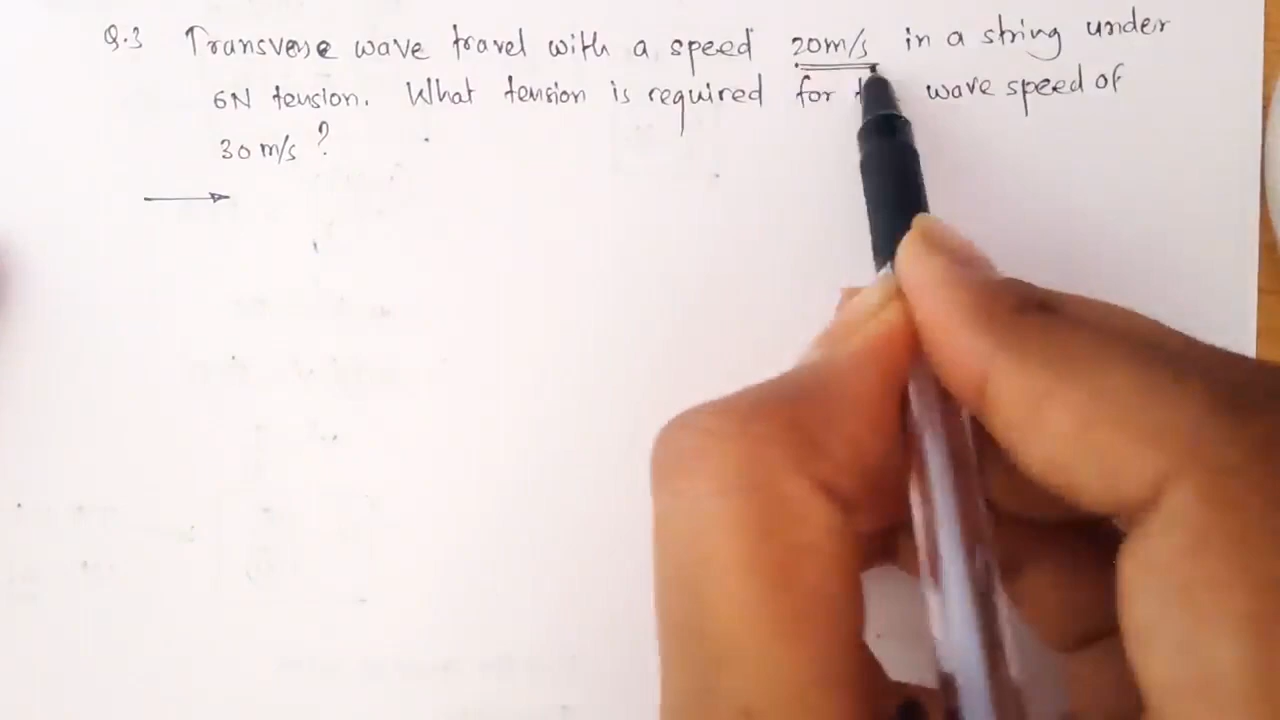 Q.3 Transverse wave travel with a speed 20m/s in a string under
6N tension. What tension is required for wave speed of
30 m/s ?